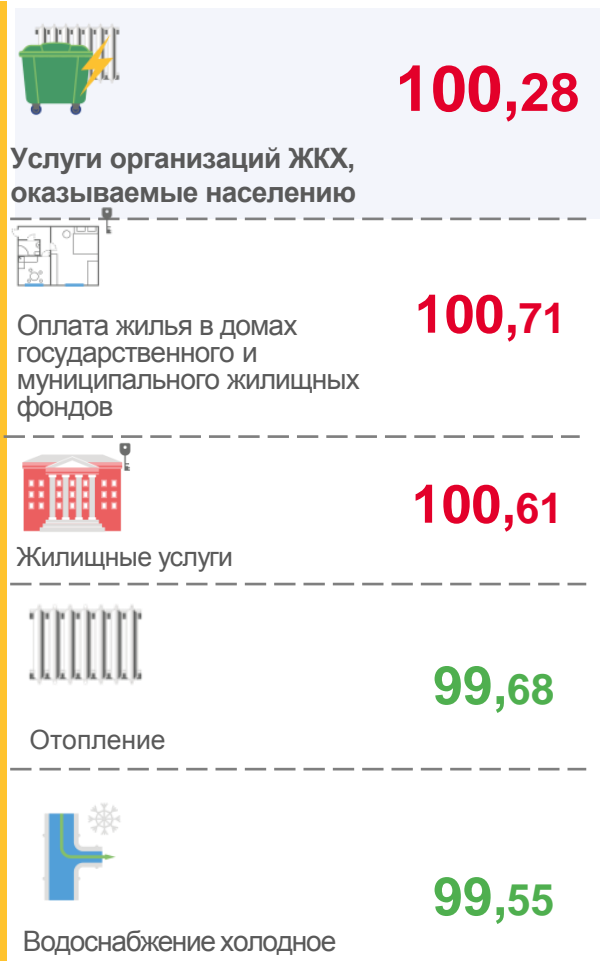 100,28
Услуги организаций ЖКХ,
оказываемые населению
100,71
Оплата жилья в домах
государственного и
муниципального жилищных
фондов
100,61
Жилищные услуги
99,68
Отопление
99,55
Водоснабжение холодное